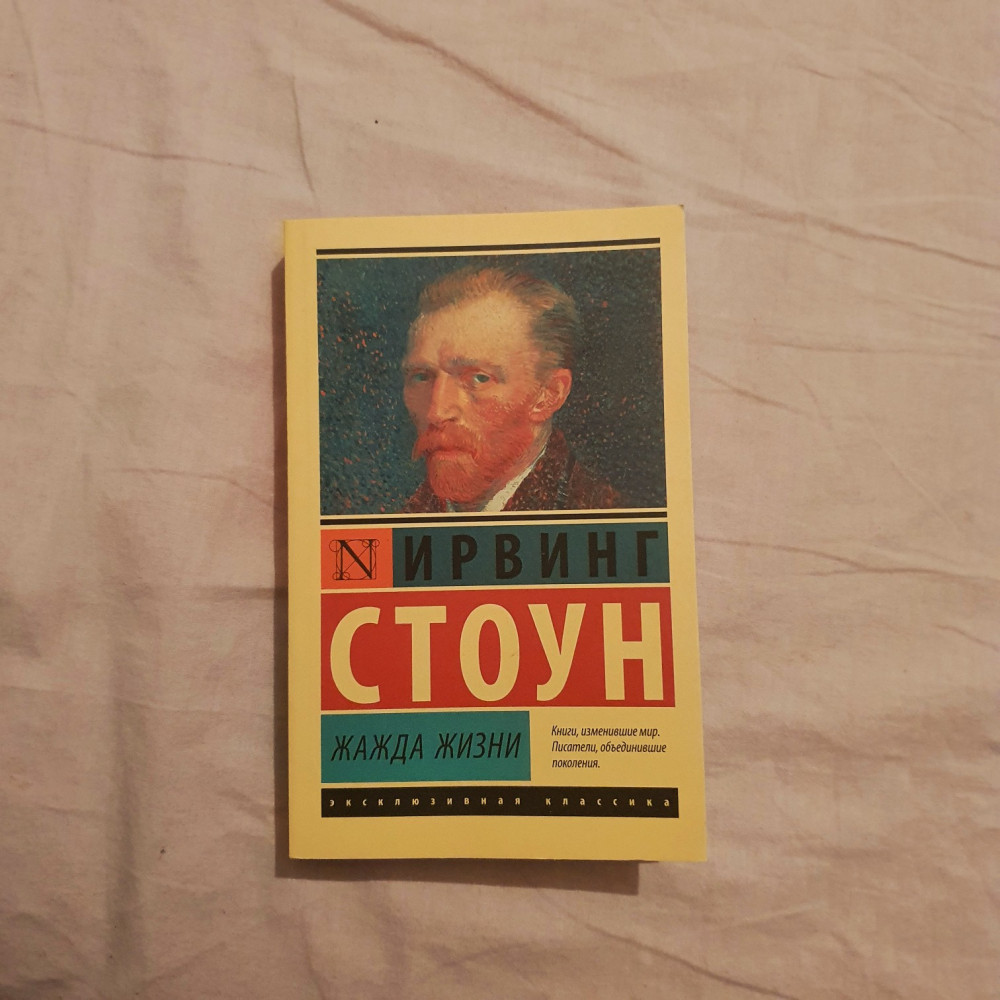 N ИРВИНГ
СТОУН
ЖАЖДА ЖИЗНИ
Книги, изменившие мир.
Писатели, объединившие
поколения.
эксклюзивная классика